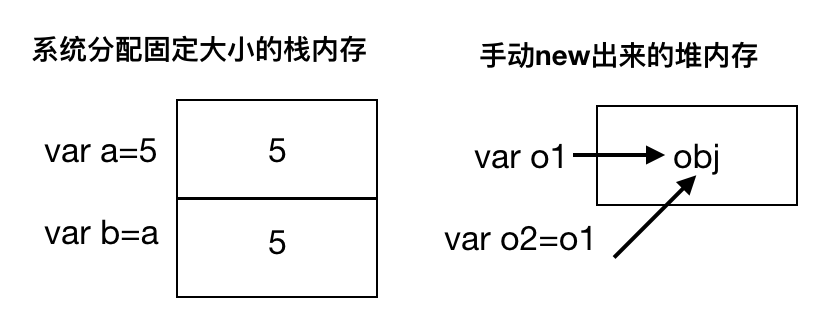 系统分配固定大小的栈内存
var a=5
5
var b=a
5
手动new出来的堆内存
var o1
obj
var o2=o1